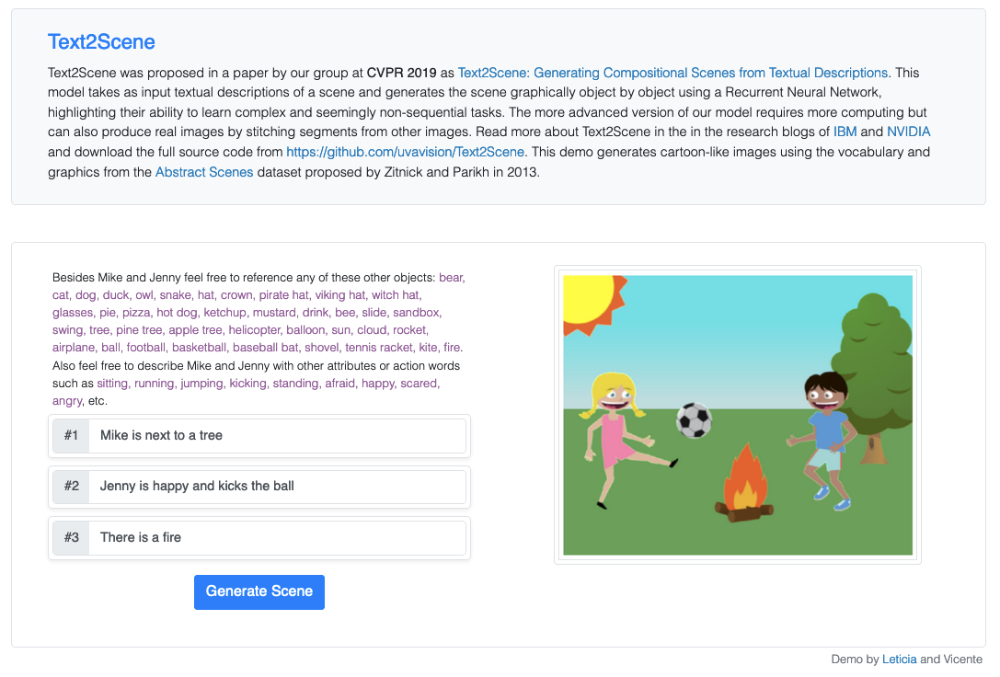 Text2Scene
Text2Scene was proposed in a paper by our group at CVPR 2019 as Text2Scene: Generating Compositional Scenes from Textual Descriptions. This
model takes as input textual descriptions of a scene and generates the scene graphically object by object using a Recurrent Neural Network,
highlighting their ability to learn complex and seemingly non-sequential tasks. The more advanced version of our model requires more computing but
can also produce real images by stitching segments from other images. Read more about Text2Scene in the in the research blogs of IBM and NVIDIA
and download the full source code from https://github.com/uvavision/Text2Scene. This demo generates cartoon-like images using the vocabulary and
graphics from the Abstract Scenes dataset proposed by Zitnick and Parikh in 2013.
Besides Mike and Jenny feel free to reference any of these other objects: bear,
cat, dog, duck, owl, snake, hat, crown, pirate hat, viking hat, witch hat,
glasses, pie, pizza, hot dog, ketchup, mustard, drink, bee, slide, sandbox,
swing, tree, pine tree, apple tree, helicopter, balloon, sun, cloud, rocket,
airplane, ball, football, basketball, baseball bat, shovel, tennis racket, kite, fire.
Also feel free to describe Mike and Jenny with other attributes or action words
such as sitting, running, jumping, kicking, standing, afraid, happy, scared,
angry, etc.
#1 Mike is next to a tree
#2 Jenny is happy and kicks the ball
#3 There is a fire
Generate Scene
Demo by Leticia and Vicente